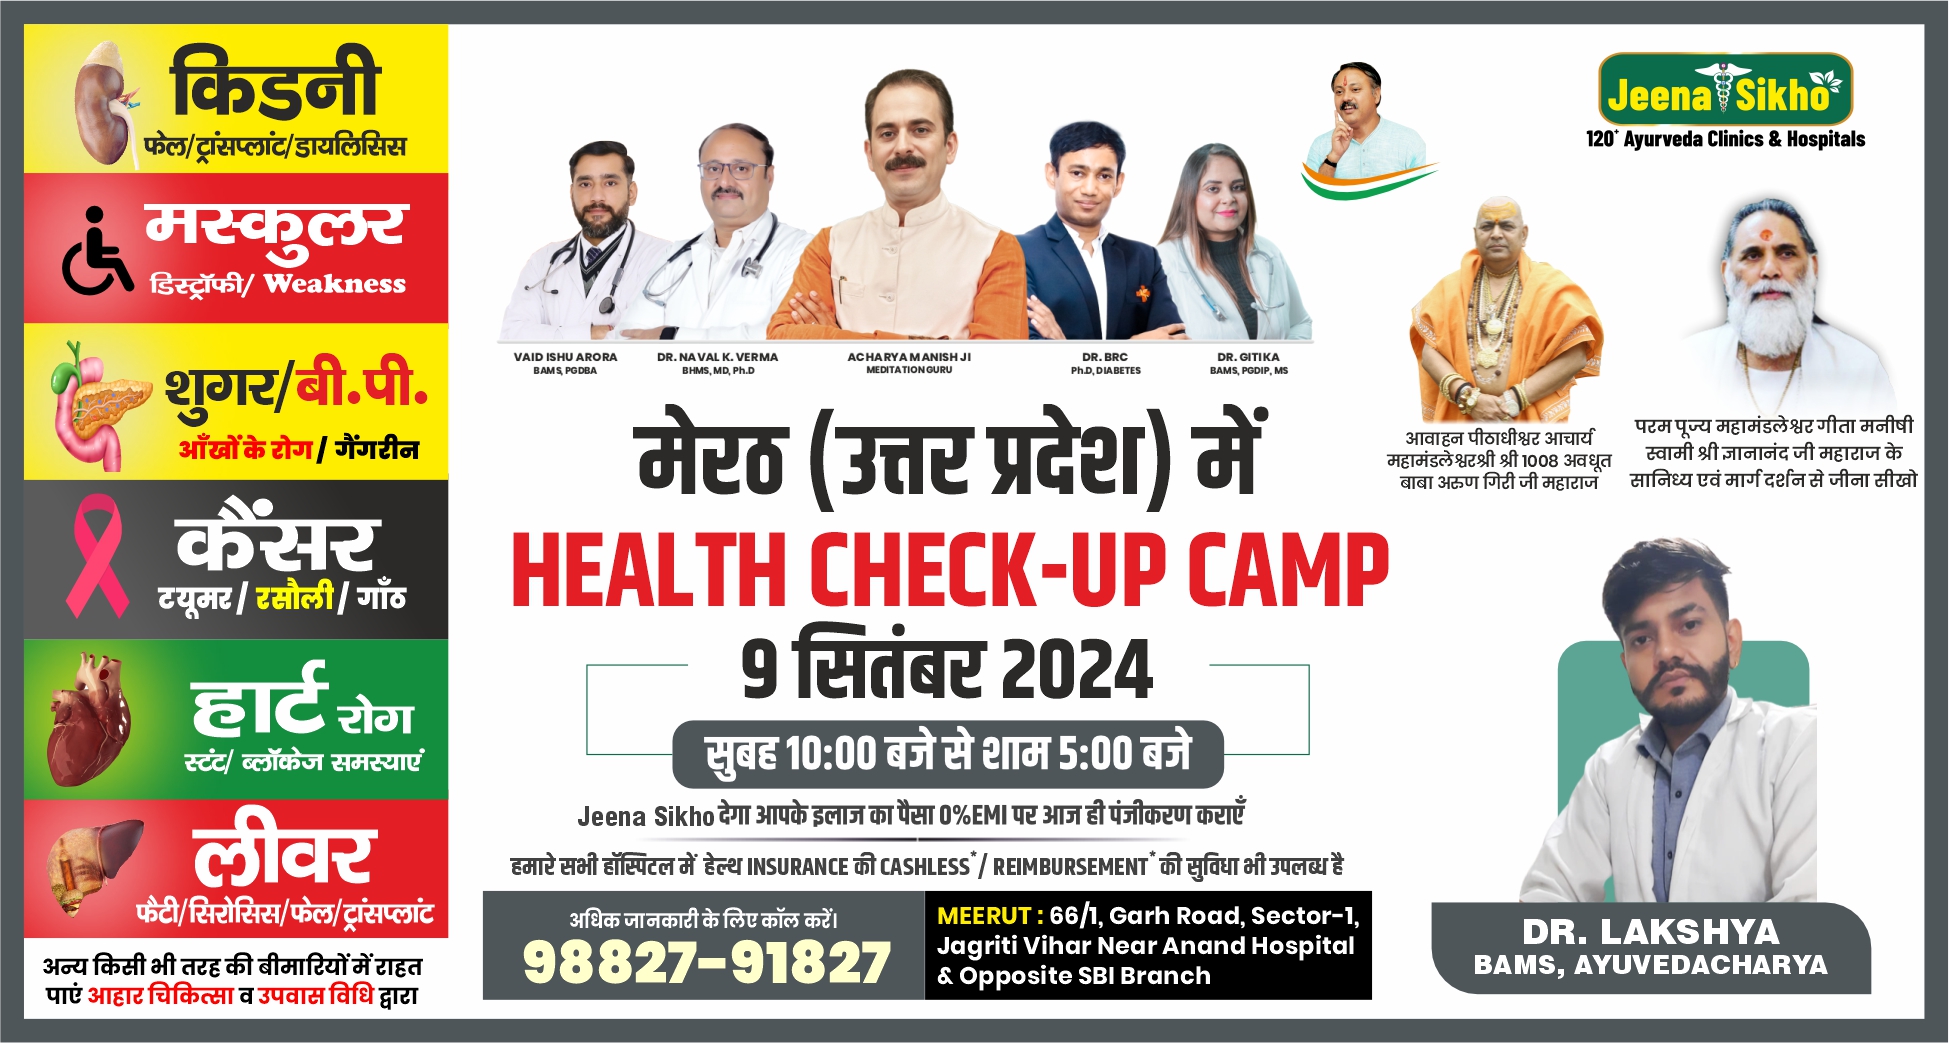 किडनी
फेल/ट्रांसप्लांट/डायलिसिस
मस्कुलर
डिस्ट्रॉफी/ Weakness
शुगर/बी.पी.
आँखों के रोग / गैंगरीन
कैंसर
टयूमर / रसौली / गाँठ
हार्ट रोग
स्टंट/ ब्लॉकेज समस्याएं
लीवर
फैटी/सिरोसिस/फेल/ट्रांसप्लांट
अन्य किसी भी तरह की बीमारियों में राहत
पाएं आहार चिकित्सा व उपवास विधि द्वारा
VAID ISHU ARORA
BAMS, PGDBA
DR. NAVAL K. VERMA
BHMS, MD, Ph.D
ACHARYA MANISH JI
MEDITATION GURU
DR. BRC
Ph.D, DIABETES
DR. GITIKA
BAMS, PGDIP, MS
Jeena Sikho
120+ Ayurveda Clinics & Hospitals
आवाहन पीठाधीश्वर आचार्य
महामंडलेश्वरश्री श्री 1008 अवधूत
बाबा अरुण गिरी जी महाराज
परम पूज्य महामंडलेश्वर गीता मनीषी
स्वामी श्री ज्ञानानंद जी महाराज के
सानिध्य एवं मार्ग दर्शन से जीना सीखो
मेरठ (उत्तर प्रदेश) में
HEALTH CHECK-UP CAMP
9 सितंबर 2024
सुबह 10:00 बजे से शाम 5:00 बजे
Jeena Sikho देगा आपके इलाज का पैसा 0%EMI पर आज ही पंजीकरण कराएँ
हमारे सभी हॉस्पिटल में हेल्थ INSURANCE की CASHLESS*/ REIMBURSEMENT* की सुविधा भी उपलब्ध है
अधिक जानकारी के लिए कॉल करें।
98827-91827
MEERUT : 66/1, Garh Road, Sector-1,
Jagriti Vihar Near Anand Hospital
& Opposite SBI Branch
DR. LAKSHYA
BAMS, AYUVEDACHARYA